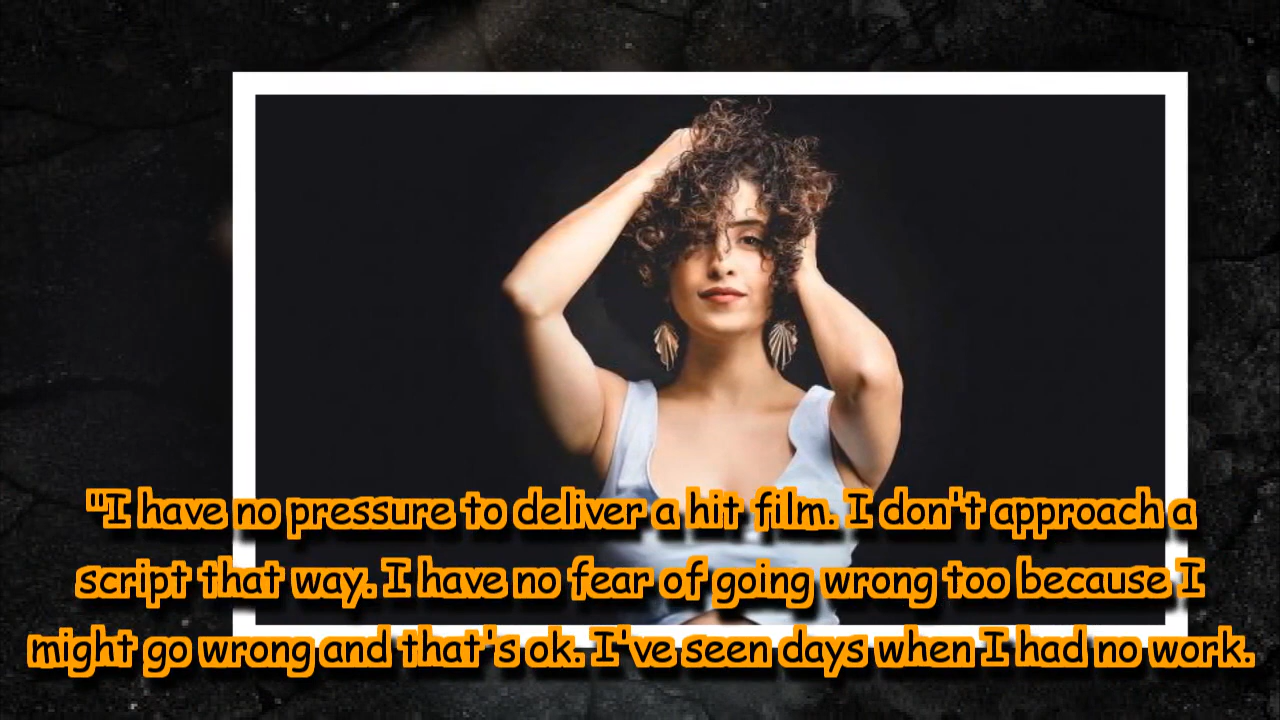 "I have no pressure to deliver a hit film. I don't approach a
script that way. I have no fear of going wrong too because I
might go wrong and that's ok. I've seen days when I had no work.